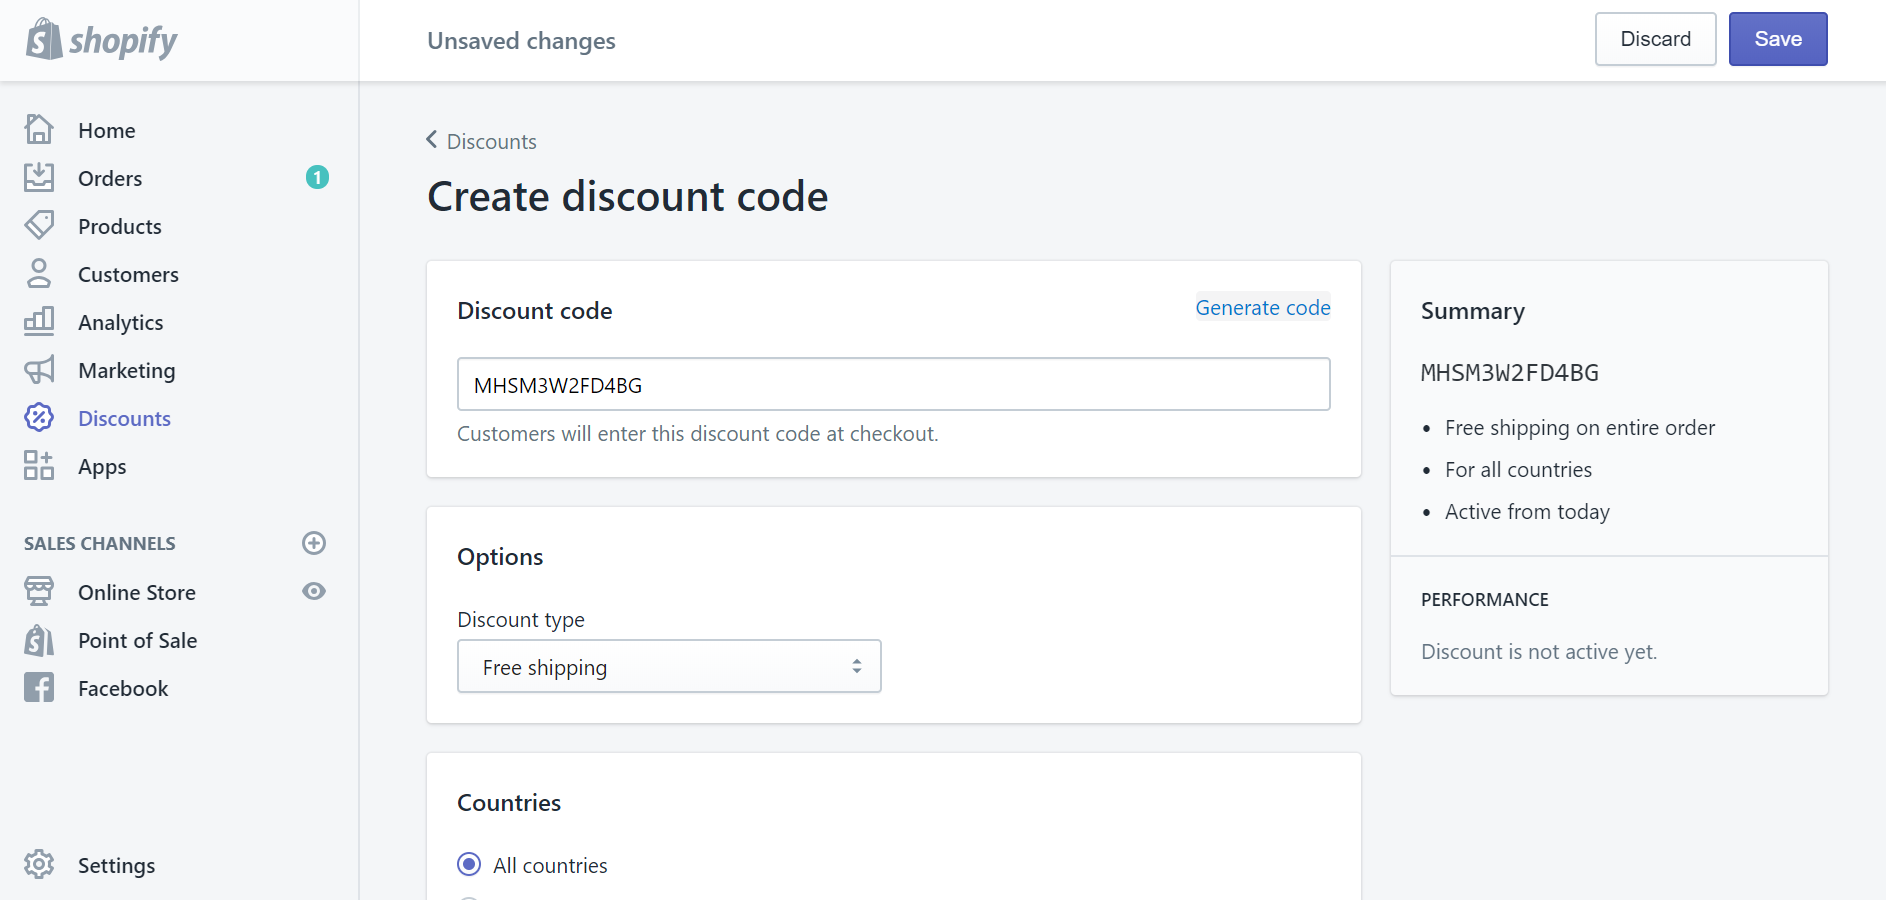 shopify
Unsaved changes
Discard
Save
Home
Orders
1
Products
Customers
Analytics
Marketing
Discounts
Apps
SALES CHANNELS
Online Store
Point of Sale
Facebook
Settings
Discounts
Create discount code
Discount code
Generate code
MHSM3W2FD4BG
Customers will enter this discount code at checkout.
Options
Discount type
Free shipping
Countries
All countries
Summary
MHSM3W2FD4BG
• Free shipping on entire order
• For all countries
• Active from today
PERFORMANCE
Discount is not active yet.